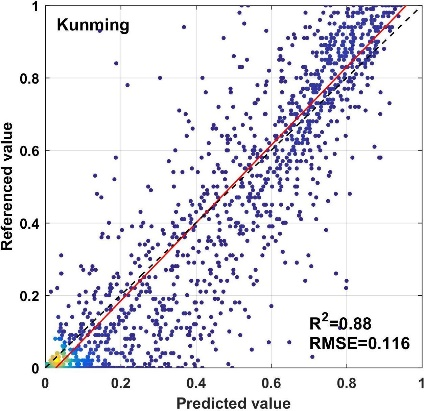 Kunming
1
0.8
0.6
0.4
0.2
0
Referenced value
R²=0.88
RMSE=0.116
0 0.2 0.4 0.6 0.8 1
Predicted value